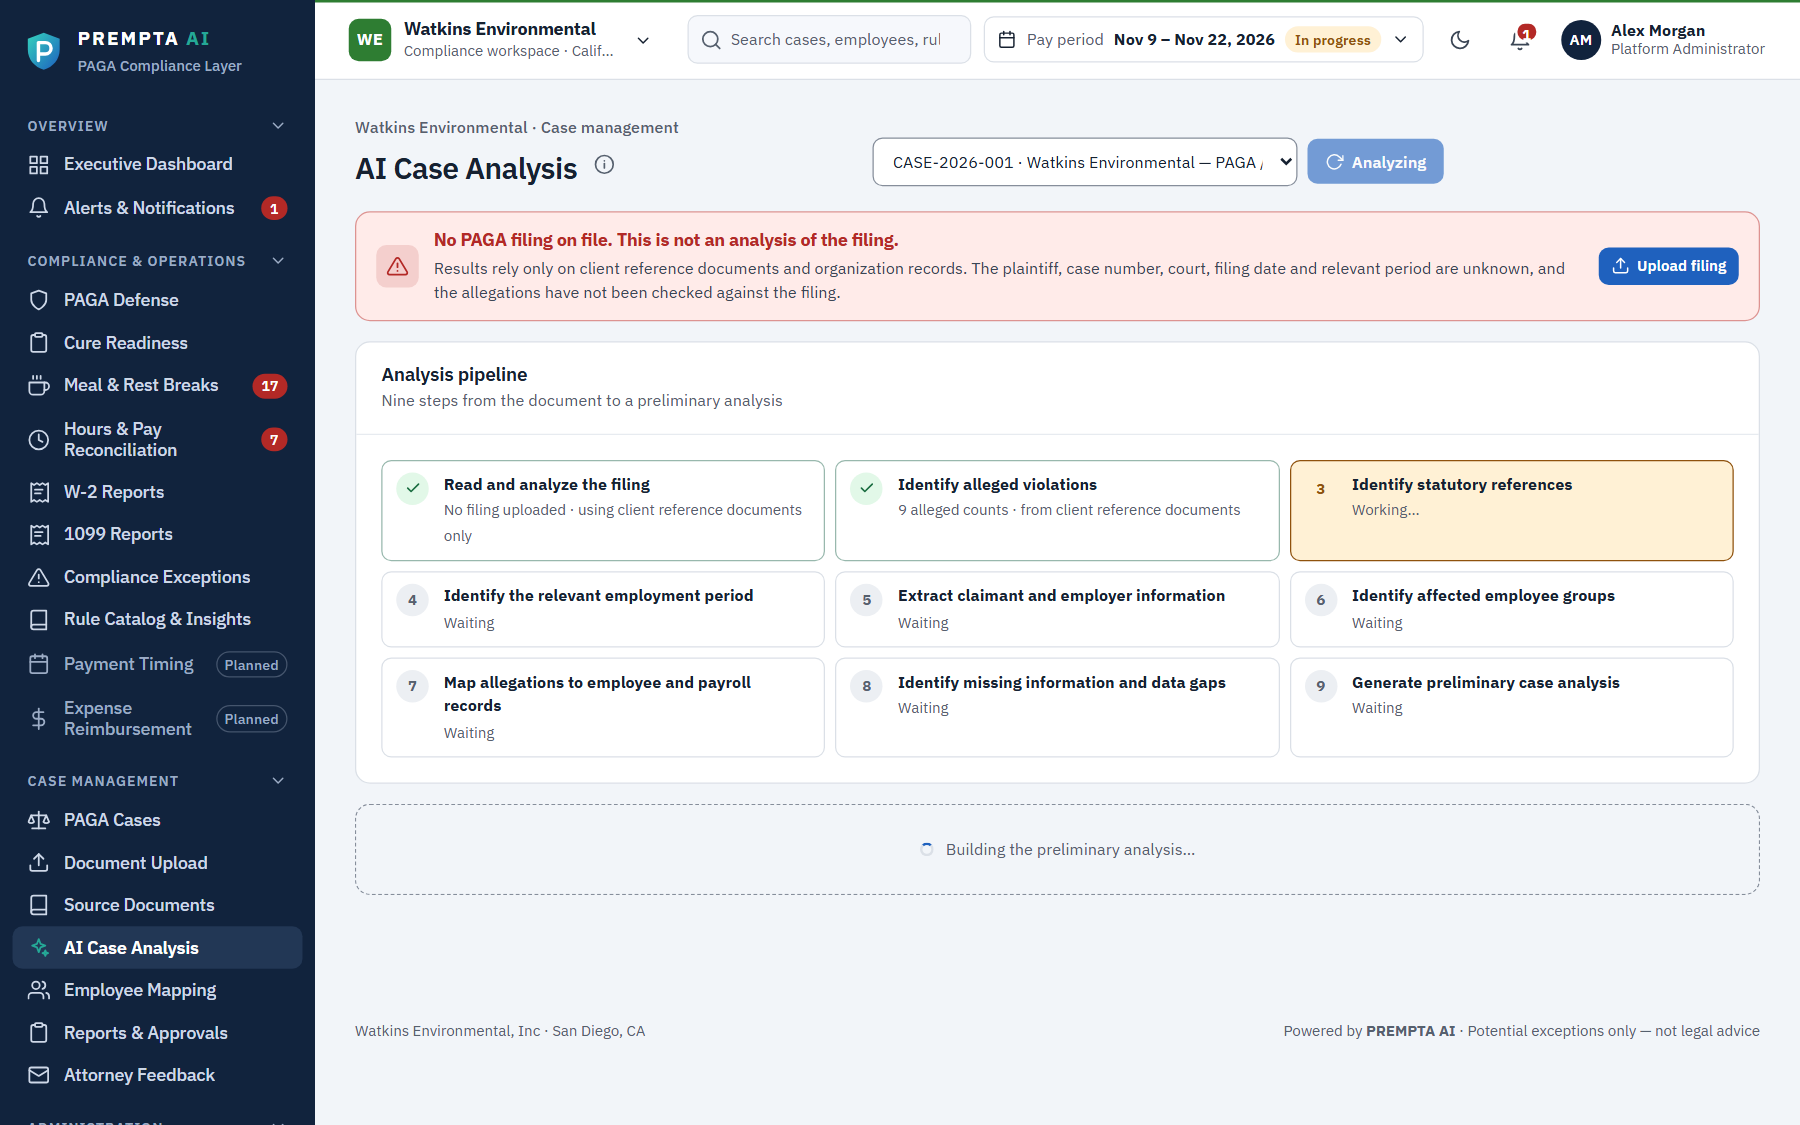 PREMPTA AI
PAGA Compliance Layer
OVERVIEW
Executive Dashboard
Alerts & Notifications
1
COMPLIANCE & OPERATIONS
PAGA Defense
Cure Readiness
Meal & Rest Breaks
17
Hours & Pay
Reconciliation
7
W-2 Reports
1099 Reports
Compliance Exceptions
Rule Catalog & Insights
Payment Timing
Planned
Expense
Reimbursement
Planned
CASE MANAGEMENT
PAGA Cases
Document Upload
Source Documents
AI Case Analysis
Employee Mapping
Reports & Approvals
Attorney Feedback
WE
Watkins Environmental
Compliance workspace · Calif...
Search cases, employees, rul
Pay period Nov 9 – Nov 22, 2026 In progress
1
AM
Alex Morgan
Platform Administrator
Watkins Environmental · Case management
AI Case Analysis
CASE-2026-001 · Watkins Environmental — PAGA
Analyzing
No PAGA filing on file. This is not an analysis of the filing.
Results rely only on client reference documents and organization records. The plaintiff, case number, court, filing date and relevant period are unknown, and
the allegations have not been checked against the filing.
Upload filing
Analysis pipeline
Nine steps from the document to a preliminary analysis
Read and analyze the filing
No filing uploaded · using client reference documents
only
Identify alleged violations
9 alleged counts · from client reference documents
3
Identify statutory references
Working...
4
Identify the relevant employment period
Waiting
5
Extract claimant and employer information
Waiting
6
Identify affected employee groups
Waiting
7
Map allegations to employee and payroll
records
Waiting
8
Identify missing information and data gaps
Waiting
9
Generate preliminary case analysis
Waiting
Building the preliminary analysis...
Watkins Environmental, Inc · San Diego, CA
Powered by PREMPTA AI · Potential exceptions only — not legal advice